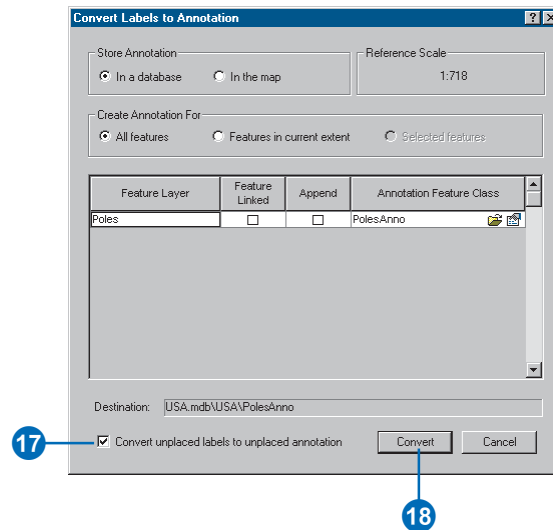 Convert Labels to Annotation
Store Annotation
In a database
In the map
Reference Scale
1:718
Create Annotation For
All features
Features in current extent
Selected features
Feature Layer
Feature Linked
Append
Annotation Feature Class
Poles
PolesAnno
Destination: USA.mdb\USA\PolesAnno
17
Convert unplaced labels to unplaced annotation
Convert
Cancel
18